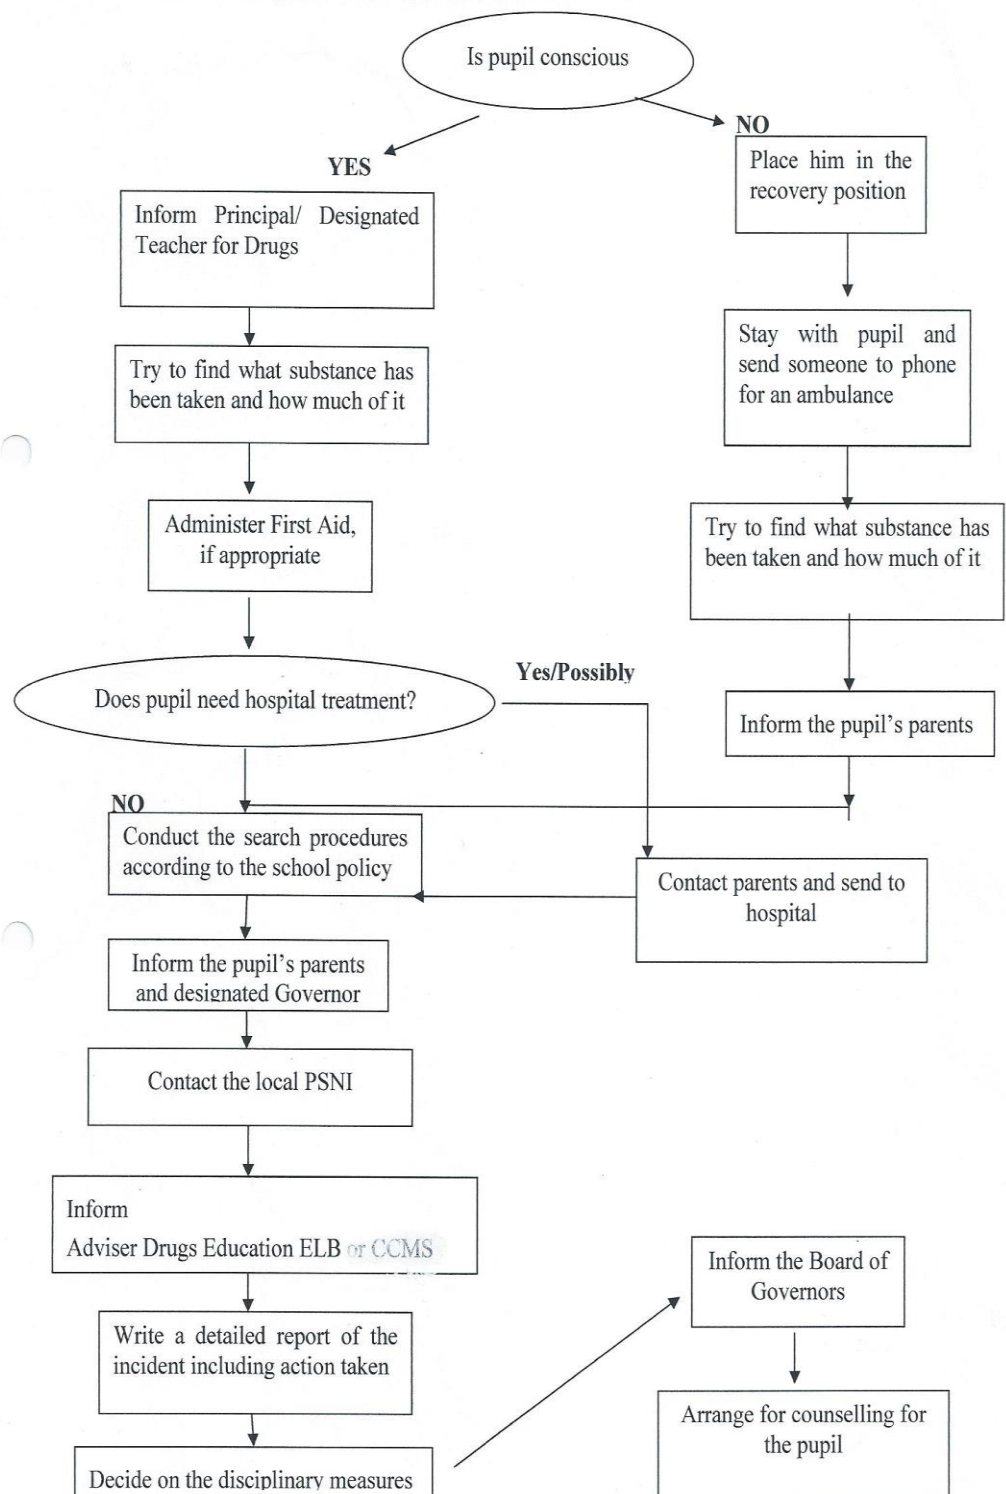 Is pupil conscious
NO
YES
Place him in the
recovery position
Inform Principal/ Designated
Teacher for Drugs
Stay with pupil and
send someone to phone
for an ambulance
Try to find what substance has
been taken and how much of it
Administer First Aid,
if appropriate
Try to find what substance has
been taken and how much of it
Yes/Possibly
Does pupil need hospital treatment?
Inform the pupil's parents
NO
Conduct the search procedures
according to the school policy
Contact parents and send to
hospital
Inform the pupil's parents
and designated Governor
Contact the local PSNI
Inform
Adviser Drugs Education ELB or CCMS
Inform the Board of
Governors
Write a detailed report of the
incident including action taken
Arrange for counselling for
the pupil
Decide on the disciplinary measures